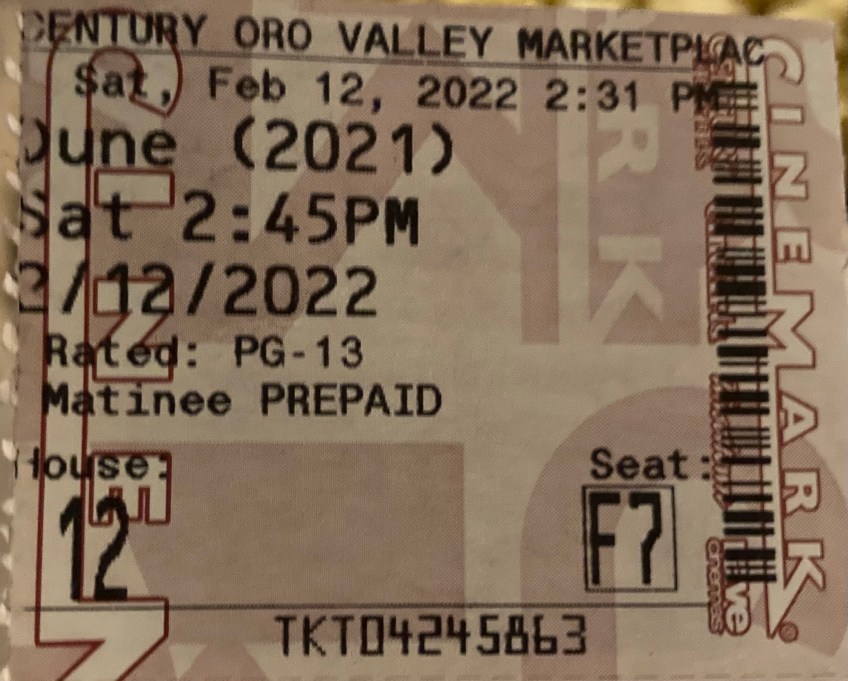 CENTURY ORO VALLEY MARKETPLAC
Sat, Feb 12, 2022 2:31 PM
Dune (2021)
Sat 2:45PM
2/12/2022
Rated: PG-13
Matinee PREPAID
House:
12
Seat:
F7
TKT04245863
CINEMARK